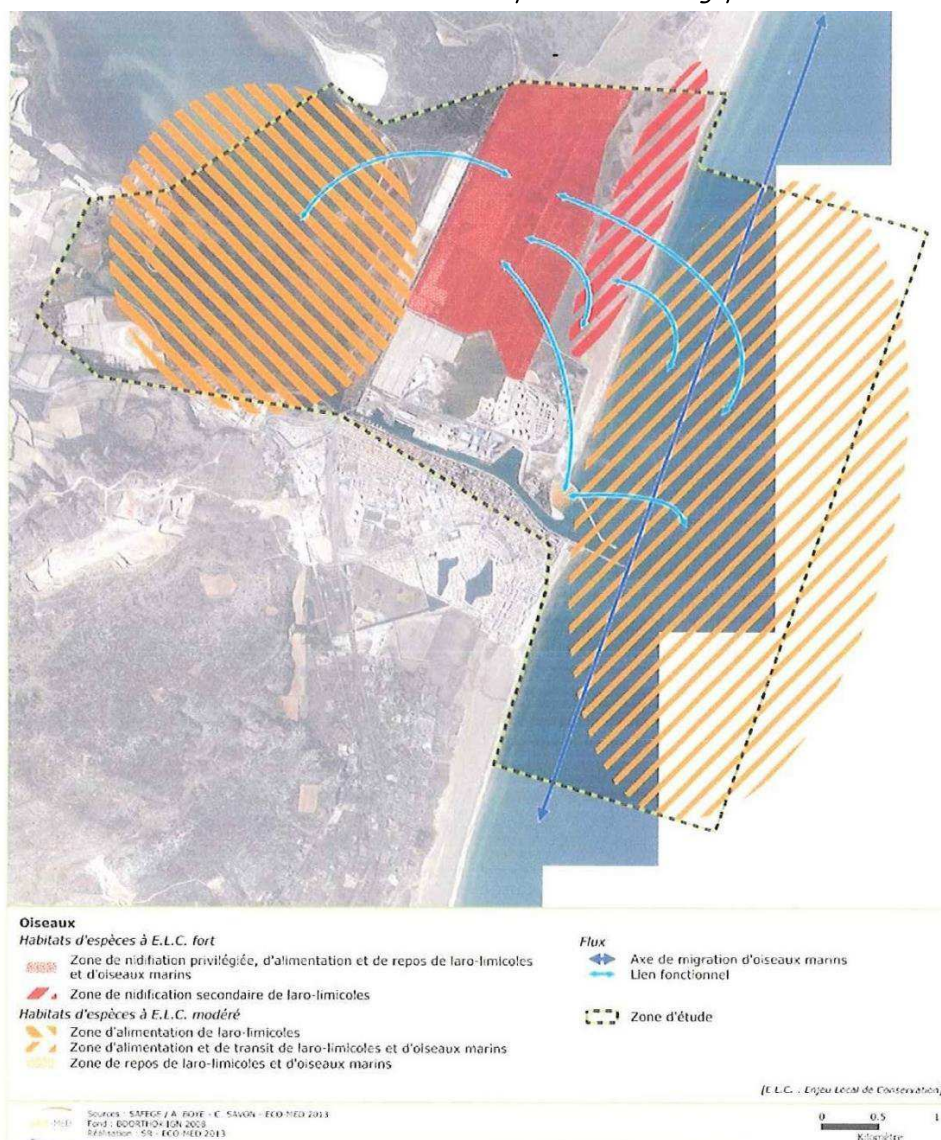 Oiseaux
Habitats d'espèces à E.L.C. fort
Zone de nidifiation privilégiée, d'alimentation et de repos de laro-limicoles
et d'oiseaux marins
Zone de nidification secondaire de laro-limicoles
Habitats d'espèces à E.L.C. modéré
Zone d'alimentation de laro-limicoles
Zone d'alimentation et de transit de laro-limicoles et d'oiseaux marins
Zone de repos de laro-limicoles et d'oiseaux marins
Flux
Axe de migration d'oiseaux marins
Lien fonctionnel
Zone d'étude
[E.L.C. : Enjeu Local de Conservation]
MED
Sources : SAFEGE / A. BOYE - C. SAVON - ECO-MED 2013
Fond : BDORTHO® IGN 2008
Réalisation : SR - ECO-MED 2013
0 0.5 1
Kilomètre